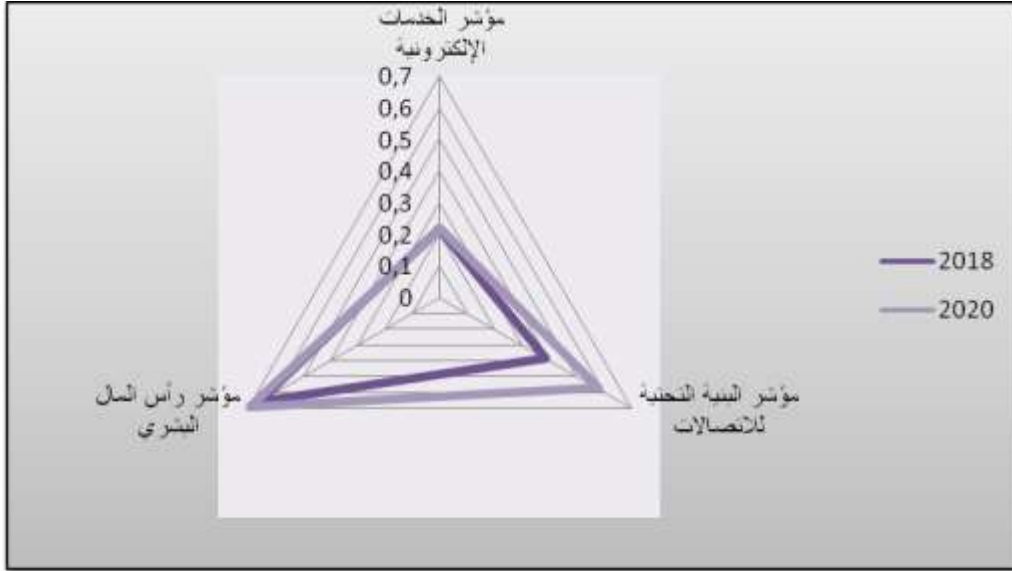 مؤشر الخدمات
الإلكترونية
0,7
0,6
0,5
0,4
0,3
0,2
0,1
0
2018
2020
مؤشر البنية التحتية
للاتصالات
مؤشر رأس المال
البشري